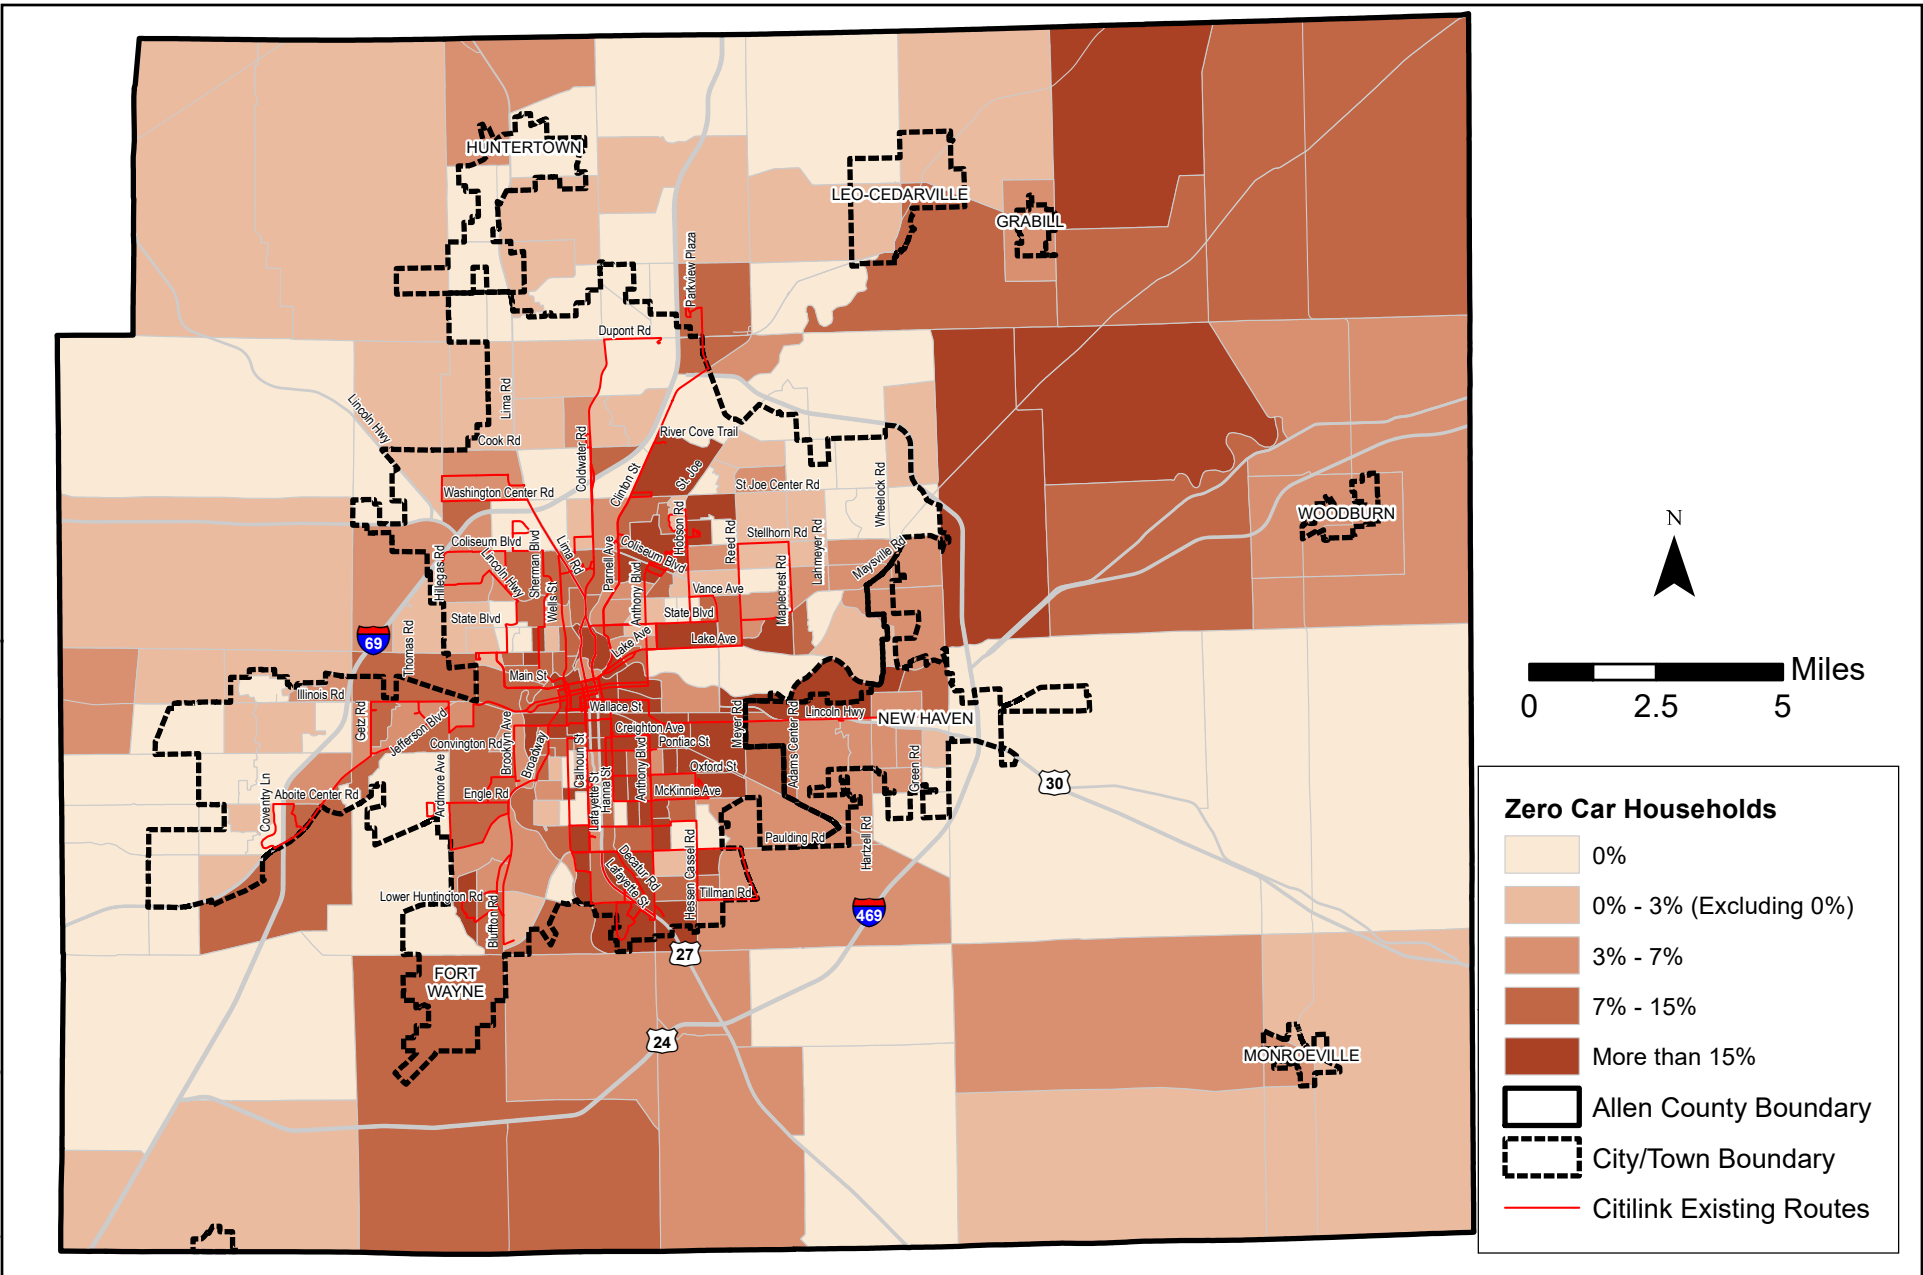 HUNTERTOWN
LEO-CEDARVILLE
GRABILL
Parkview Plaza
Dupont Rd
Lima Rd
Lincoln Hwy
Cook Rd
Coldwater Rd
River Cove Trail
Clinton St
St. Joe
St Joe Center Rd
Washington Center Rd
Wheelock Rd
WOODBURN
Hobson Rd
Reed Rd
Stellhorn Rd
Lahmeyer Rd
Maysville Rd
Coliseum Blvd
Lincoln Hwy
Sherman Blvd
Lima Rd
Parnell Ave
Coliseum Blvd
Hillegas Rd
Wells St
Anthony Blvd
Vance Ave
Maplecrest Rd
State Blvd
State Blvd
Lake Ave
Lake Ave
69
Thomas Rd
Main St
Illinois Rd
Getz Rd
Jefferson Blvd
Convington Rd
Brooklyn Ave
Broadway
Wallace St
Creighton Ave
Pontiac St
Meyer Rd
Adams Center Rd
Lincoln Hwy
NEW HAVEN
Calhoun St
Lafayette St
Hanna St
Anthony Blvd
Oxford St
McKinnie Ave
Green Rd
30
Coventry Ln
Aboite Center Rd
Ardmore Ave
Engle Rd
Paulding Rd
Hartzell Rd
Decatur Rd
Lafayette St
Hessen Cassel Rd
Tillman Rd
Lower Huntington Rd
Bluffton Rd
469
27
FORT
WAYNE
24
MONROEVILLE
N
Miles
0 2.5 5
Zero Car Households
0%
0% - 3% (Excluding 0%)
3% - 7%
7% - 15%
More than 15%
Allen County Boundary
City/Town Boundary
Citilink Existing Routes